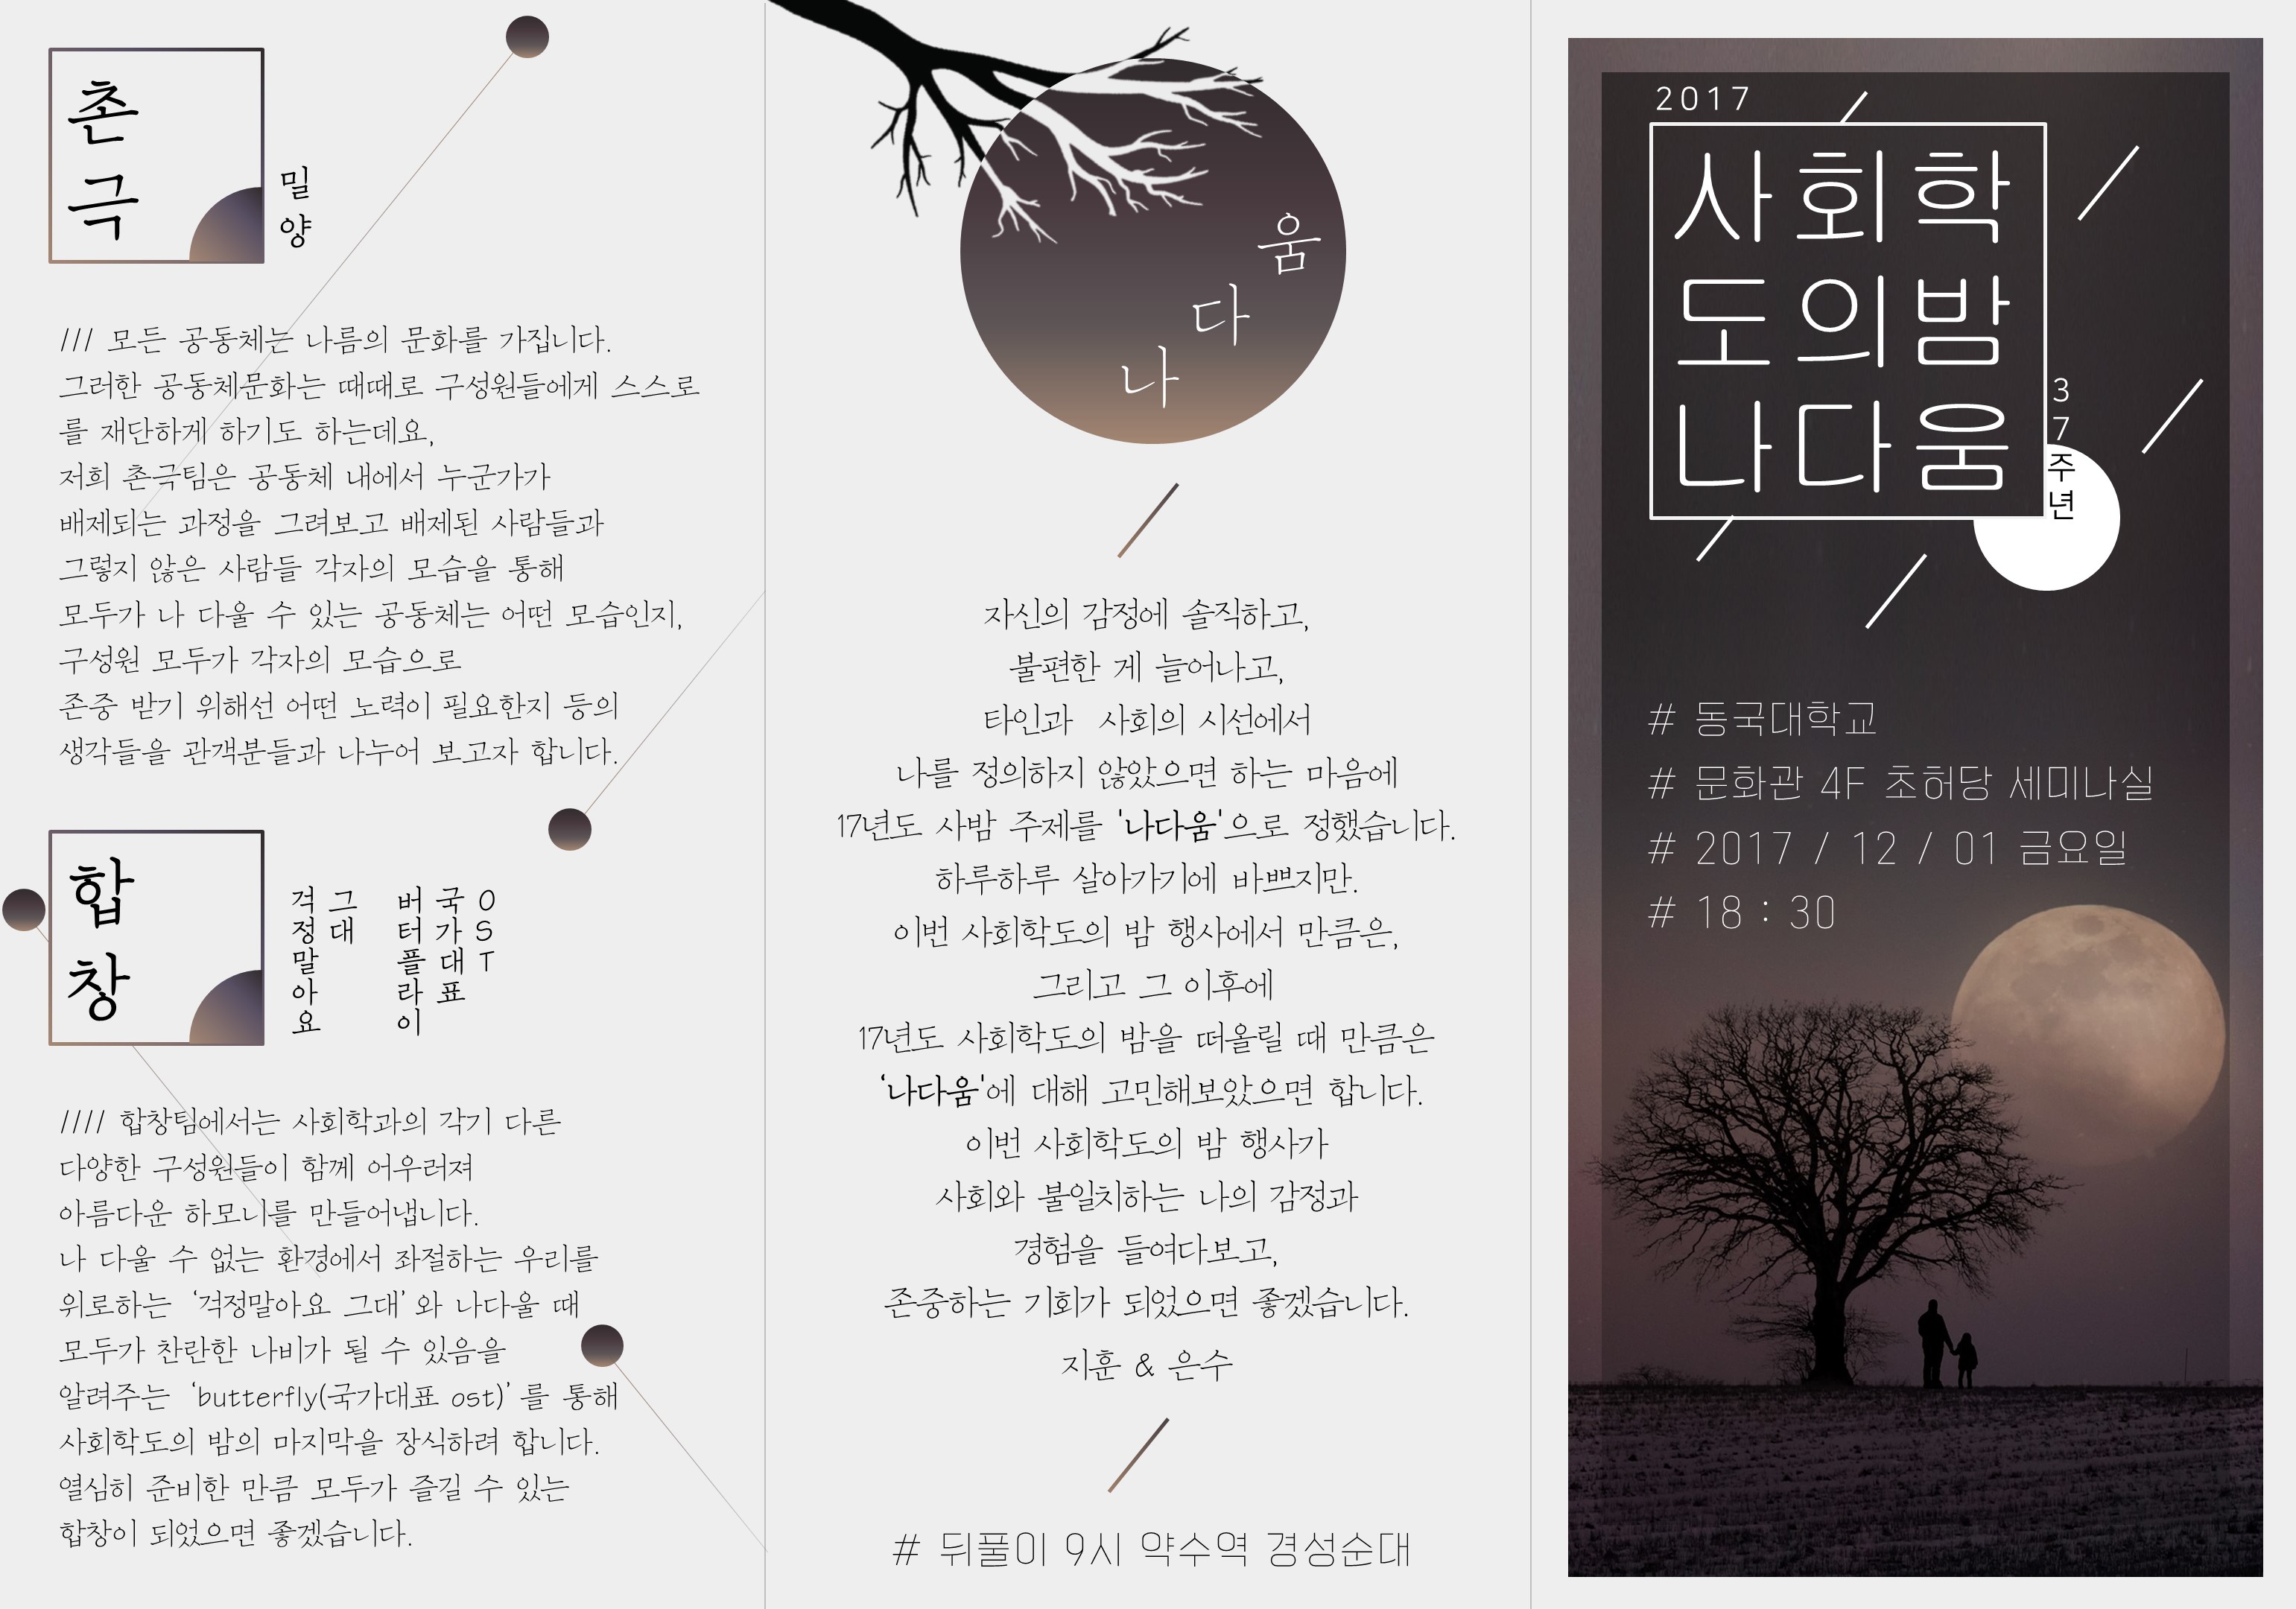 촌극
밀양
/// 모든 공동체는 나름의 문화를 가집니다.
그러한 공동체문화는 때때로 구성원들에게 스스로
를 재단하게 하기도 하는데요,
저희 촌극팀은 공동체 내에서 누군가가
배제되는 과정을 그려보고 배제된 사람들과
그렇지 않은 사람들 각자의 모습을 통해
모두가 나 다울 수 있는 공동체는 어떤 모습인지,
구성원 모두가 각자의 모습으로
존중 받기 위해선 어떤 노력이 필요한지 등의
생각들을 관객분들과 나누어 보고자 합니다.
합창
걱정말아요
그대
버터플라이
국가대표
OST
//// 합창팀에서는 사회학과의 각기 다른
다양한 구성원들이 함께 어우러져
아름다운 하모니를 만들어냅니다.
나 다울 수 없는 환경에서 좌절하는 우리를
위로하는 ‘걱정말아요 그대’ 와 나다울 때
모두가 찬란한 나비가 될 수 있음을
알려주는 ‘butterfly(국가대표 ost)’ 를 통해
사회학도의 밤의 마지막을 장식하려 합니다.
열심히 준비한 만큼 모두가 즐길 수 있는
합창이 되었으면 좋겠습니다.
나다움
자신의 감정에 솔직하고,
불편한 게 늘어나고,
타인과 사회의 시선에서
나를 정의하지 않았으면 하는 마음에
17년도 사밤 주제를 '나다움'으로 정했습니다.
하루하루 살아가기에 바쁘지만.
이번 사회학도의 밤 행사에서 만큼은,
그리고 그 이후에
17년도 사회학도의 밤을 떠올릴 때 만큼은
‘나다움'에 대해 고민해보았으면 합니다.
이번 사회학도의 밤 행사가
사회와 불일치하는 나의 감정과
경험을 들여다보고,
존중하는 기회가 되었으면 좋겠습니다.
지훈 & 은수
# 뒤풀이 9시 약수역 경성순대
2017
사회학
도의밤
나다움
37주년
# 동국대학교
# 문화관 4F 초허당 세미나실
# 2017 / 12 / 01 금요일
# 18 : 30